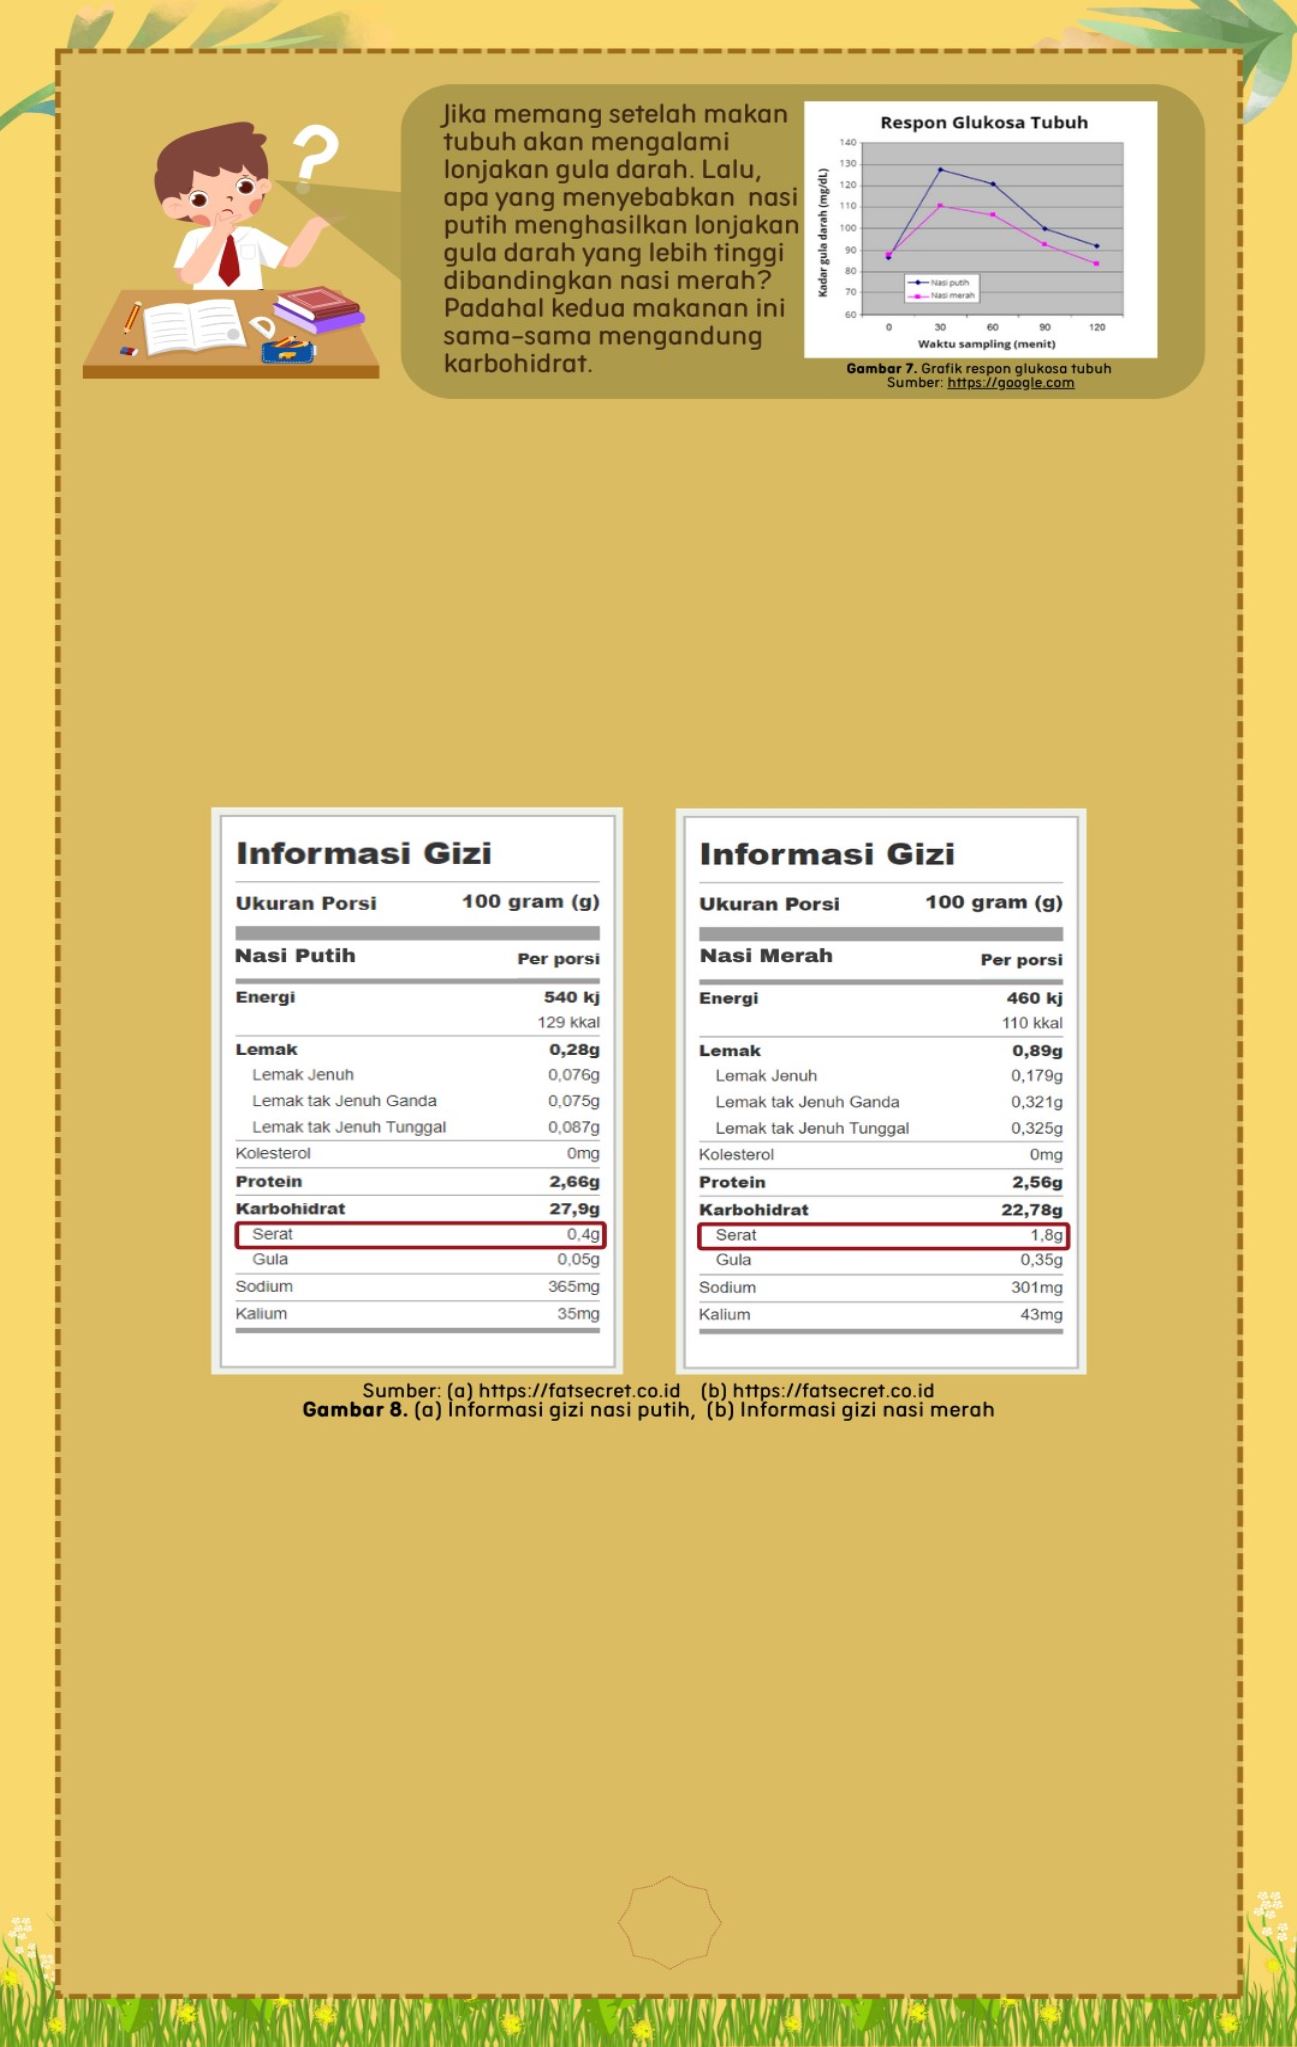 ?
Jika memang setelah makan
tubuh akan mengalami
lonjakan gula darah. Lalu,
apa yang menyebabkan nasi
putih menghasilkan lonjakan
gula darah yang lebih tinggi
dibandingkan nasi merah?
Padahal kedua makanan ini
sama-sama mengandung
karbohidrat.
Respon Glukosa Tubuh
Kadar gula darah (mg/dL)
140
130
120
110
100
90
80
70
60
Nasi putih
Nasi merah
0 30 60 90 120
Waktu sampling (menit)
Gambar 7. Grafik respon glukosa tubuh
Sumber: https://google.com
Informasi Gizi
Ukuran Porsi 100 gram (g)
Nasi Putih Per porsi
Energi 540 kj
129 kkal
Lemak 0,28g
Lemak Jenuh 0,076g
Lemak tak Jenuh Ganda 0,075g
Lemak tak Jenuh Tunggal 0,087g
Kolesterol 0mg
Protein 2,66g
Karbohidrat 27,9g
Serat 0,4g
Gula 0,05g
Sodium 365mg
Kalium 35mg
Informasi Gizi
Ukuran Porsi 100 gram (g)
Nasi Merah Per porsi
Energi 460 kj
110 kkal
Lemak 0,89g
Lemak Jenuh 0,179g
Lemak tak Jenuh Ganda 0,321g
Lemak tak Jenuh Tunggal 0,325g
Kolesterol 0mg
Protein 2,56g
Karbohidrat 22,78g
Serat 1,8g
Gula 0,35g
Sodium 301mg
Kalium 43mg
Sumber: (a) https://fatsecret.co.id (b) https://fatsecret.co.id
Gambar 8. (a) Informasi gizi nasi putih, (b) Informasi gizi nasi merah